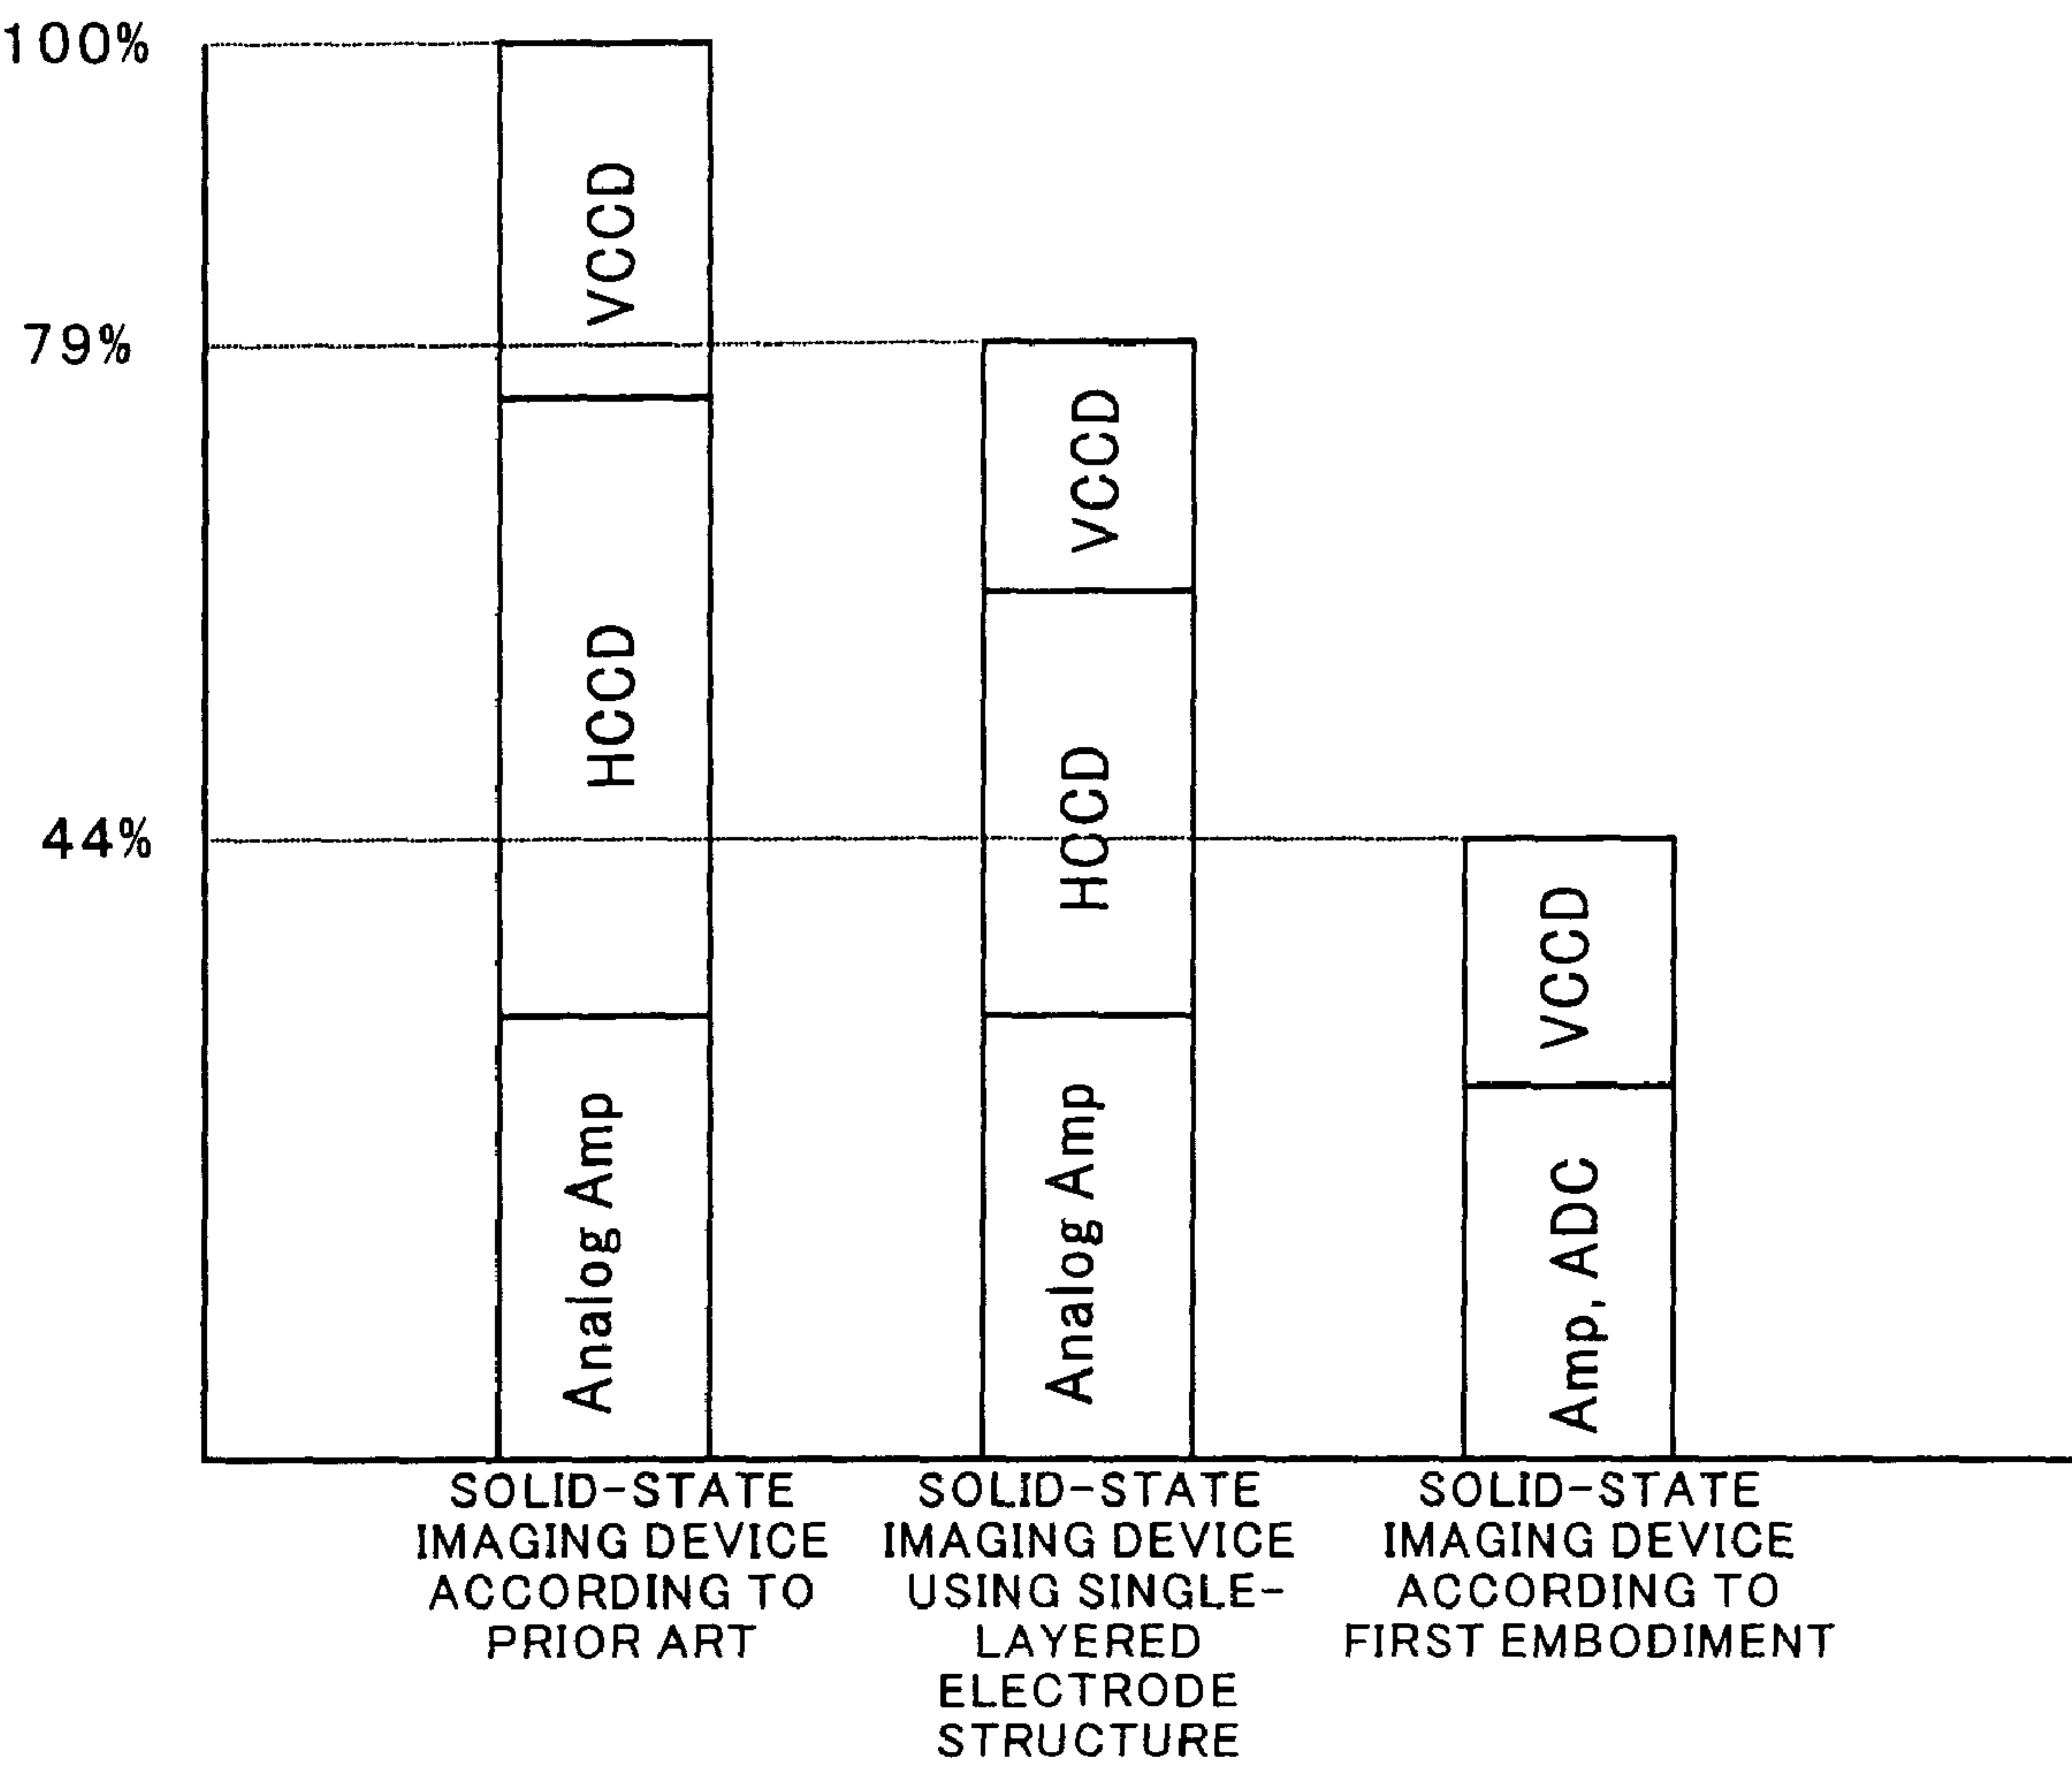 100%
79%
44%
VCCD
HCCD
Analog Amp
VCCD
HCCD
Analog Amp
VCCD
Amp, ADC
SOLID-STATE
IMAGING DEVICE
ACCORDING TO
PRIOR ART
SOLID-STATE
IMAGING DEVICE
USING SINGLE-
LAYERED
ELECTRODE
STRUCTURE
SOLID-STATE
IMAGING DEVICE
ACCORDING TO
FIRST EMBODIMENT